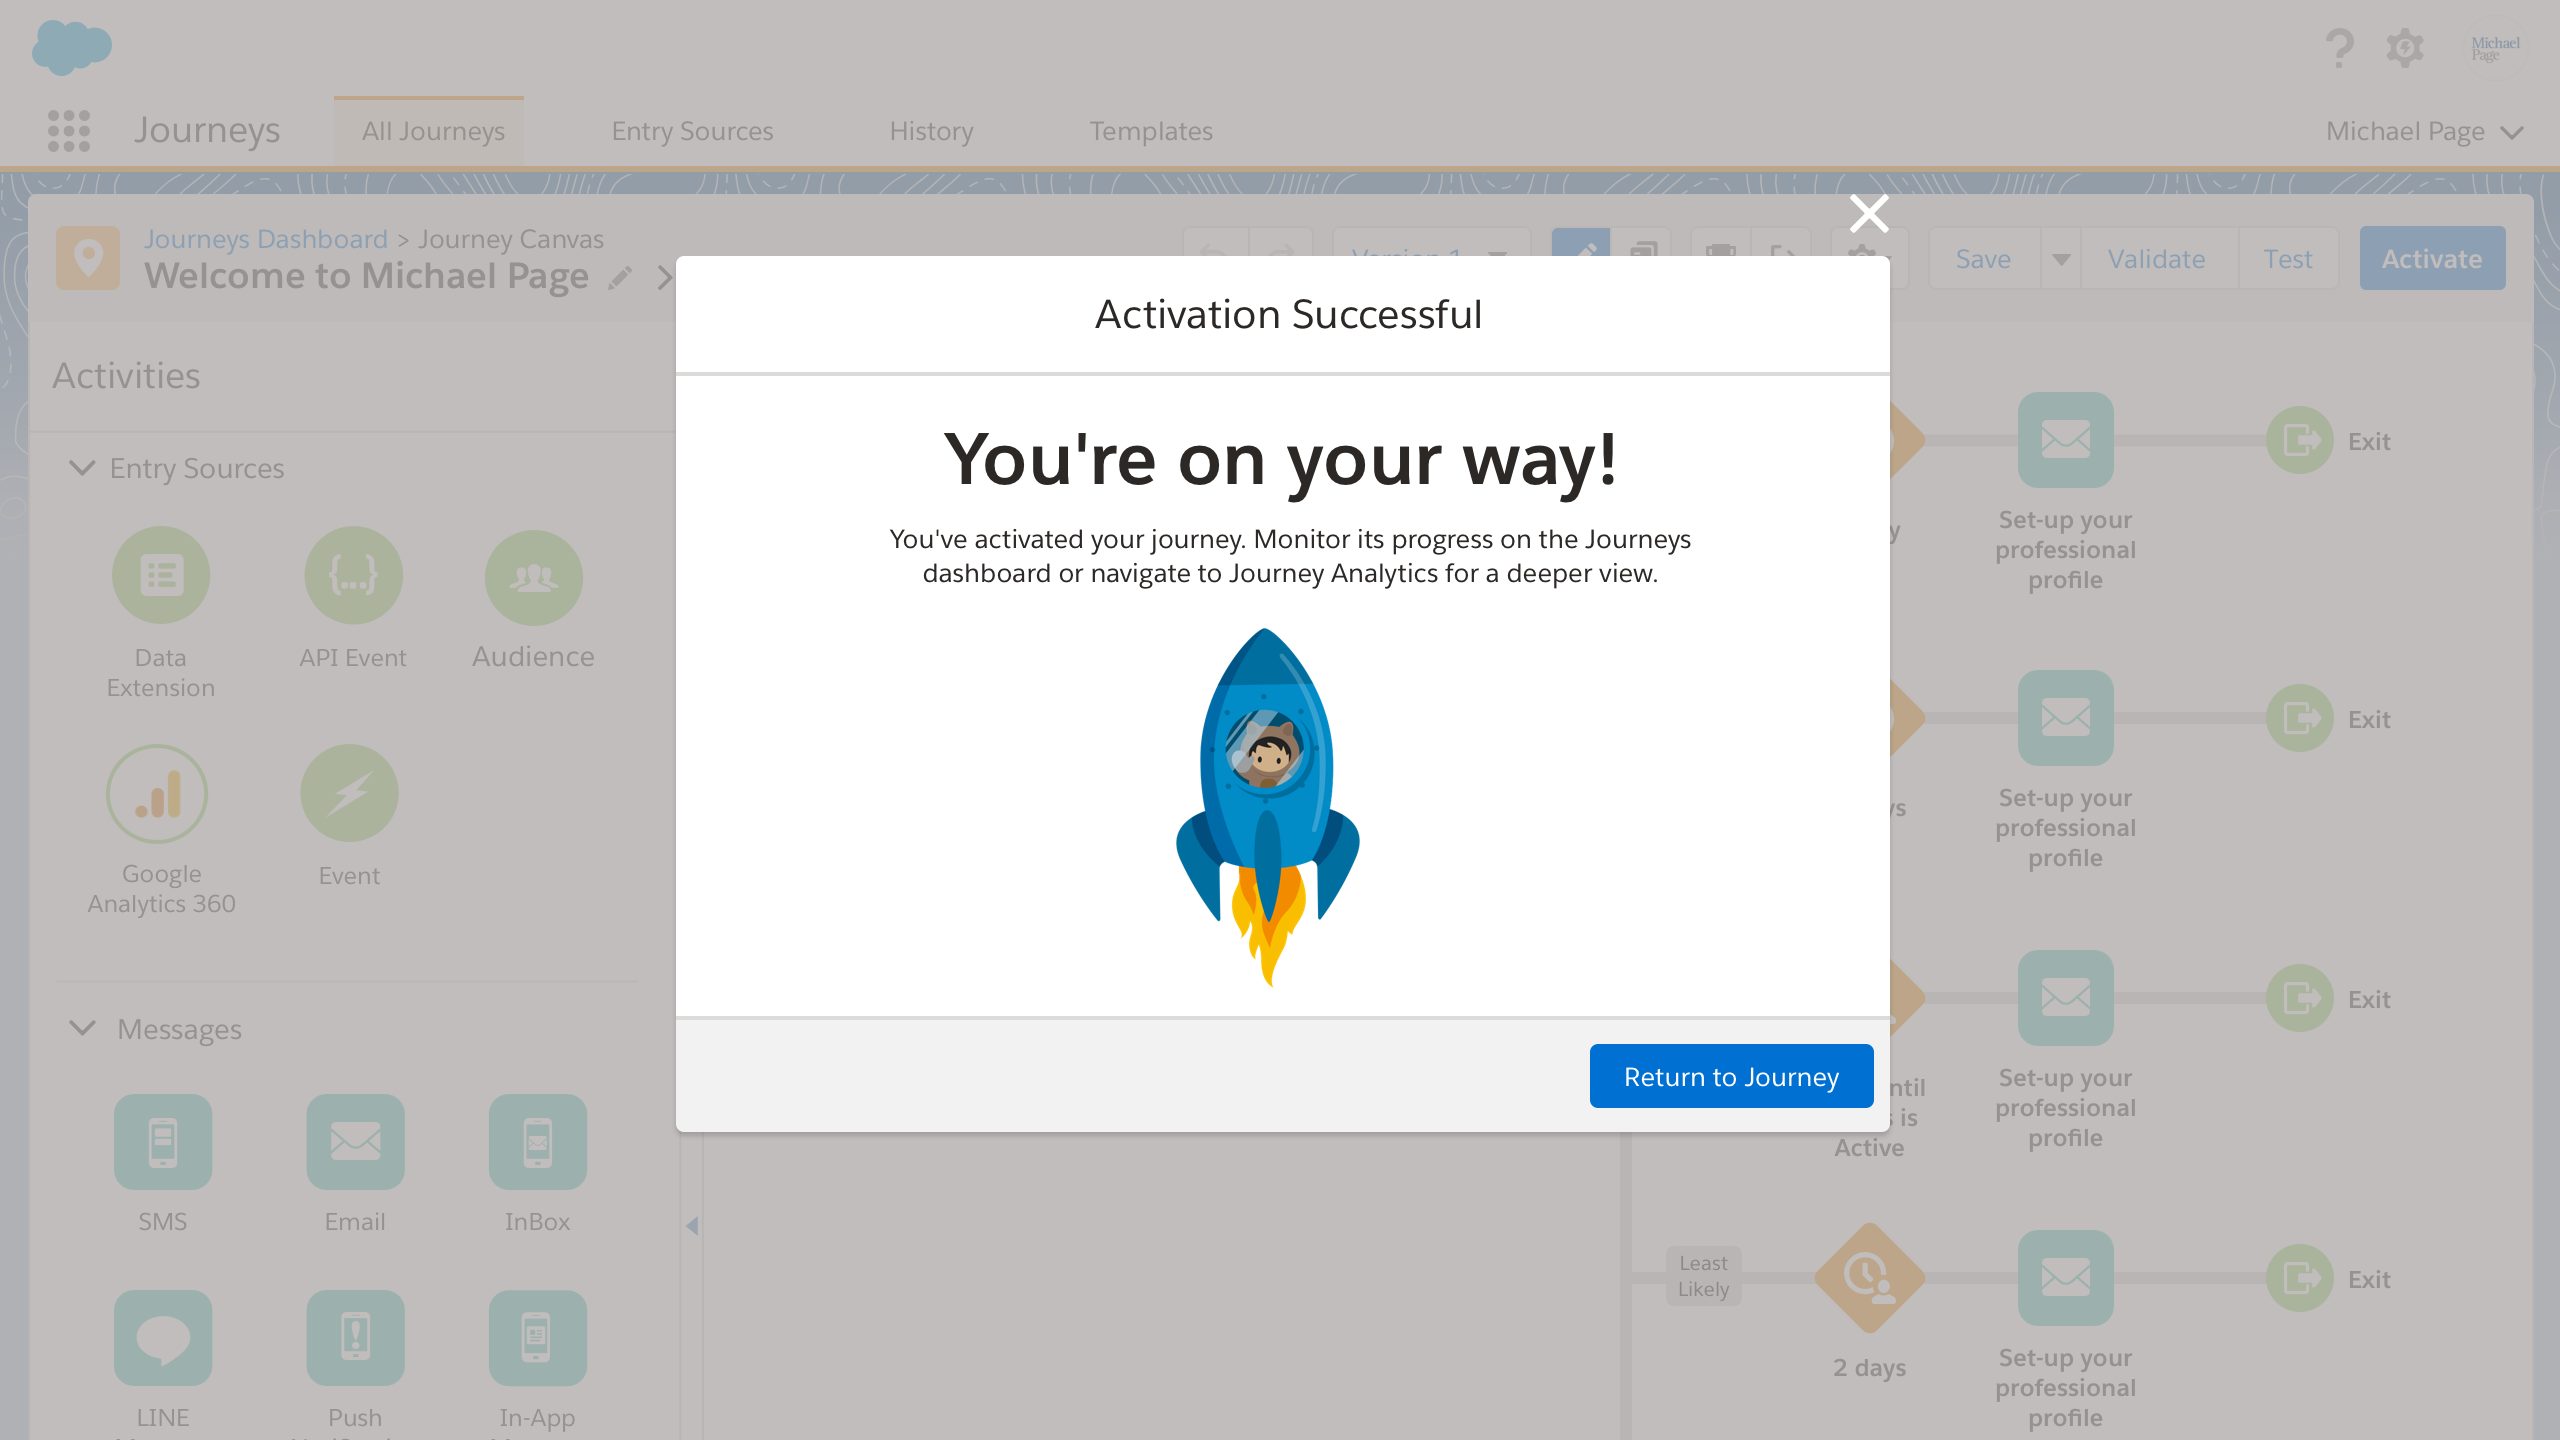 Michael
Page
Journeys
All Journeys
Entry Sources
History
Templates
Michael Page
Journeys Dashboard > Journey Canvas
Welcome to Michael Page
Version 1
Save
Validate
Test
Activate
Activation Successful
You're on your way!
You've activated your journey. Monitor its progress on the Journeys
dashboard or navigate to Journey Analytics for a deeper view.
Return to Journey
Activities
Entry Sources
Data
Extension
API Event
Audience
Google
Analytics 360
Event
Messages
SMS
Email
InBox
LINE
Push
In-App
Set-up your
professional
profile
Exit
Set-up your
professional
profile
Exit
is
Active
Set-up your
professional
profile
Exit
Least
Likely
2 days
Set-up your
professional
profile
Exit